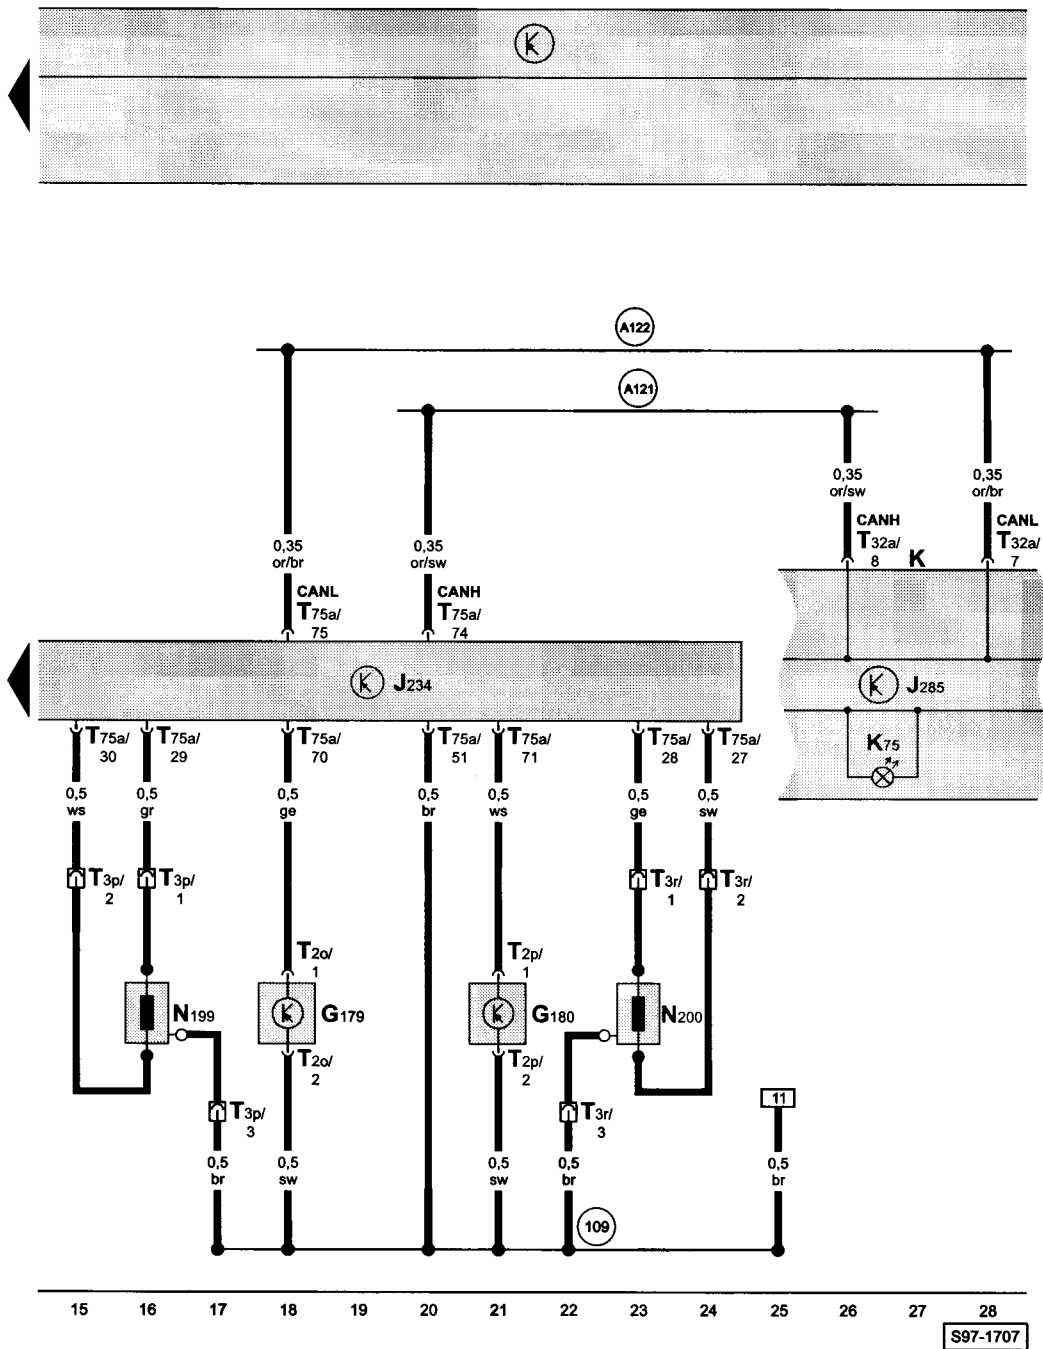 A122
A121
0,35
or/sw
0,35
or/br
CANH
T32a/
8
K
CANL
T32a/
7
0,35
or/br
0,35
or/sw
CANL
T75a/
75
CANH
T75a/
74
J234
J285
K75
T75a/
30
T75a/
29
T75a/
70
T75a/
51
T75a/
71
T75a/
28
T75a/
27
0,5
ws
0,5
gr
0,5
ge
0,5
br
0,5
ws
0,5
ge
0,5
sw
T3p/
2
T3p/
1
T3r/
1
T3r/
2
T2o/
1
T2p/
1
N199
G179
G180
N200
T2o/
2
T2p/
2
11
T3p/
3
T3r/
3
0,5
br
0,5
sw
0,5
sw
0,5
br
0,5
br
109
15 16 17 18 19 20 21 22 23 24 25 26 27 28
S97-1707